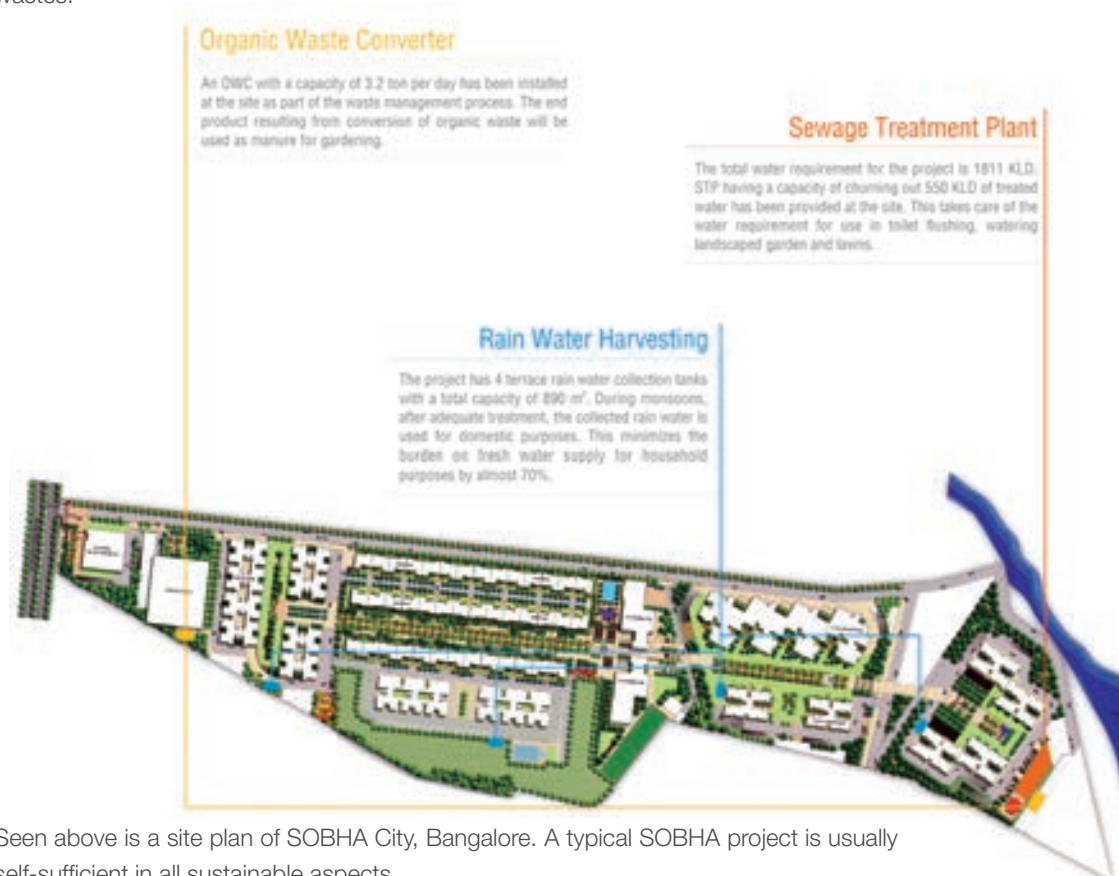 wastes.
Organic Waste Converter
An OWC with a capacity of 3.2 ton per day has been installed
at the site as part of the waste management process. The end
product resulting from conversion of organic waste will be
used as manure for gardening.
Sewage Treatment Plant
The total water requirement for the project is 1811 KLD.
STP having a capacity of churning out 550 KLD of treated
water has been provided at the site. This takes care of the
water requirement for use in toilet flushing, watering
landscaped garden and lawns.
Rain Water Harvesting
The project has 4 terrace rain water collection tanks
with a total capacity of 890 m³. During monsoons,
after adequate treatment, the collected rain water is
used for domestic purposes. This minimizes the
burden on fresh water supply for household
purposes by almost 70%.
Seen above is a site plan of SOBHA City, Bangalore. A typical SOBHA project is usually
self-sufficient in all sustainable aspects